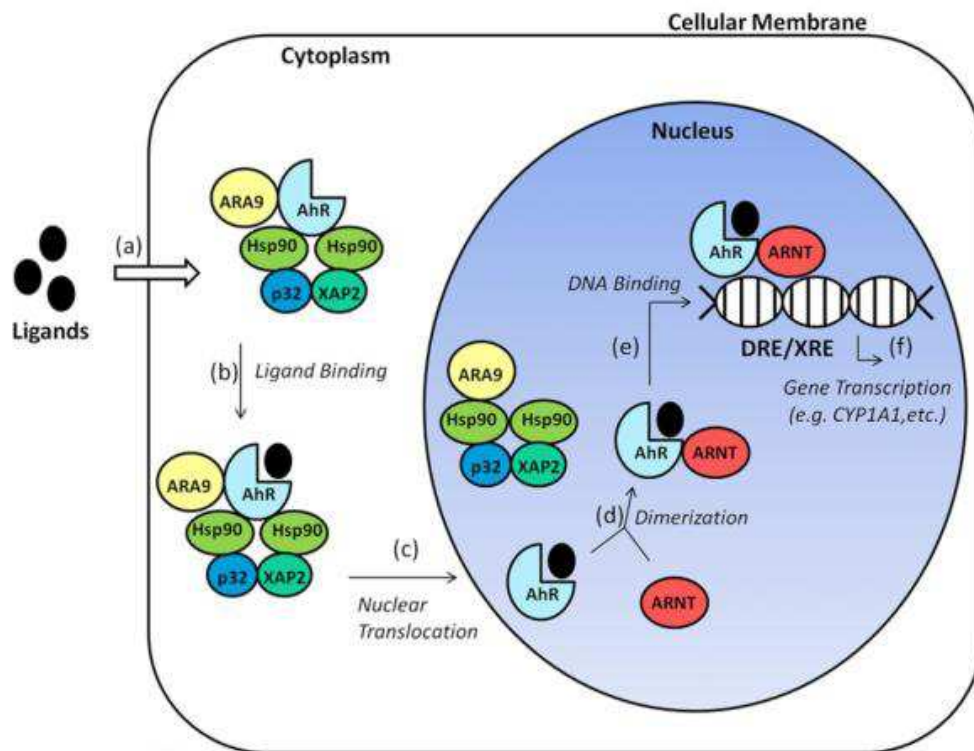 Cellular Membrane
Cytoplasm
Nucleus
ARA9
AhR
Hsp90
Hsp90
p32
XAP2
(a)
Ligands
(b)
Ligand Binding
ARA9
AhR
Hsp90
Hsp90
p32
XAP2
(c)
Nuclear
Translocation
ARA9
Hsp90
Hsp90
p32
XAP2
AhR
ARNT
(d)
Dimerization
AhR
ARNT
(e)
DNA Binding
AhR
ARNT
DRE/XRE
(f)
Gene Transcription
(e.g. CYP1A1,etc.)